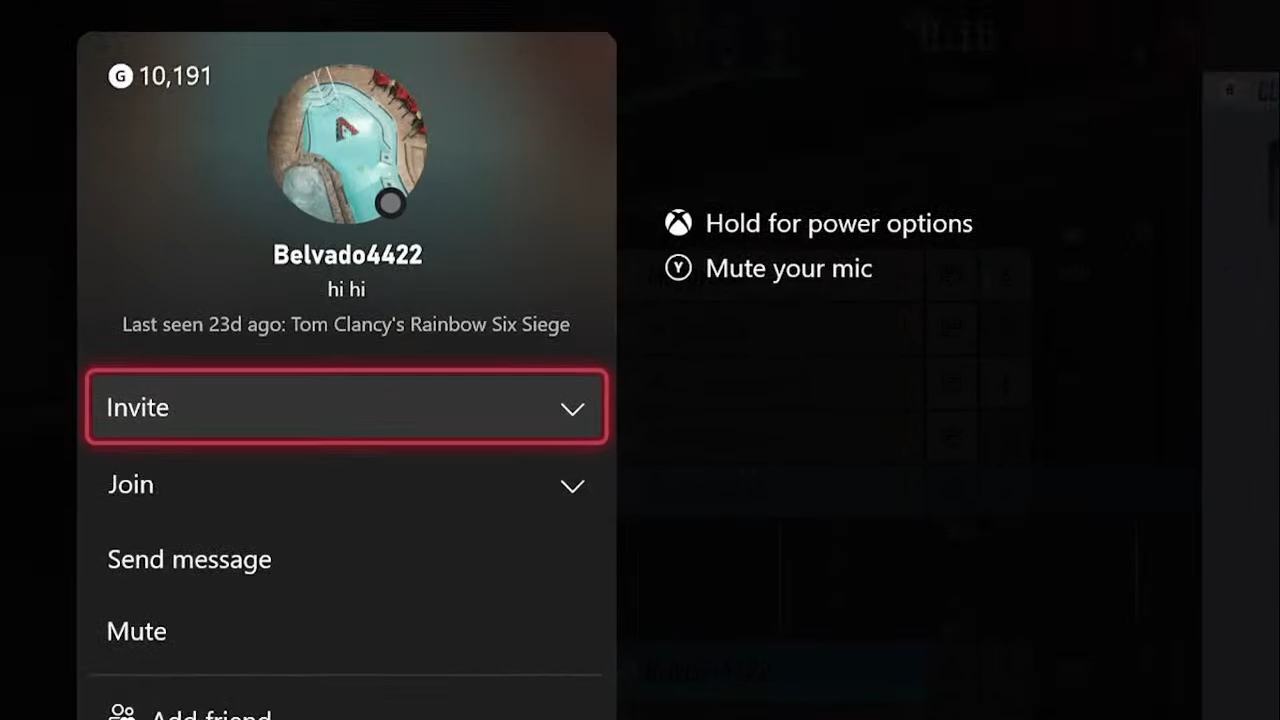 G 10,191
Belvado4422
hi hi
Last seen 23d ago: Tom Clancy's Rainbow Six Siege
Invite
Join
Send message
Mute
Add friend
Hold for power options
Y Mute your mic
Belvado4422